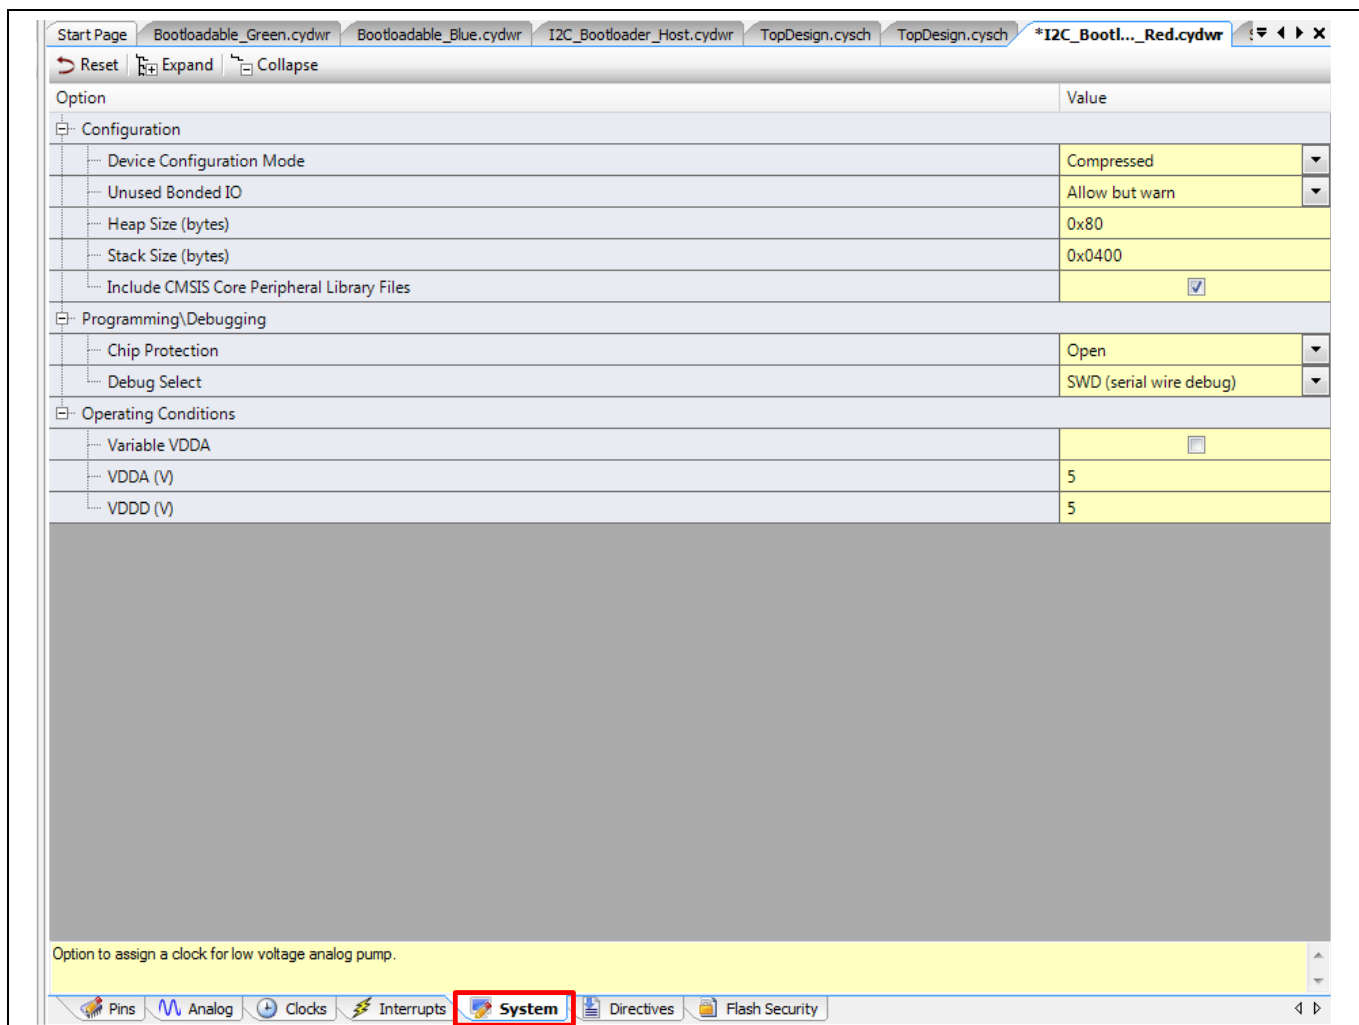 Start Page Bootloadable_Green.cydwr Bootloadable_Blue.cydwr I2C_Bootloader_Host.cydwr TopDesign.cysch TopDesign.cysch *I2C_Bootl..._Red.cydwr
Reset Expand Collapse
Option Value
Configuration
Device Configuration Mode Compressed
Unused Bonded IO Allow but warn
Heap Size (bytes) 0x80
Stack Size (bytes) 0x0400
Include CMSIS Core Peripheral Library Files
Programming\Debugging
Chip Protection Open
Debug Select SWD (serial wire debug)
Operating Conditions
Variable VDDA
VDDA (V) 5
VDDD (V) 5
Option to assign a clock for low voltage analog pump.
Pins Analog Clocks Interrupts System Directives Flash Security